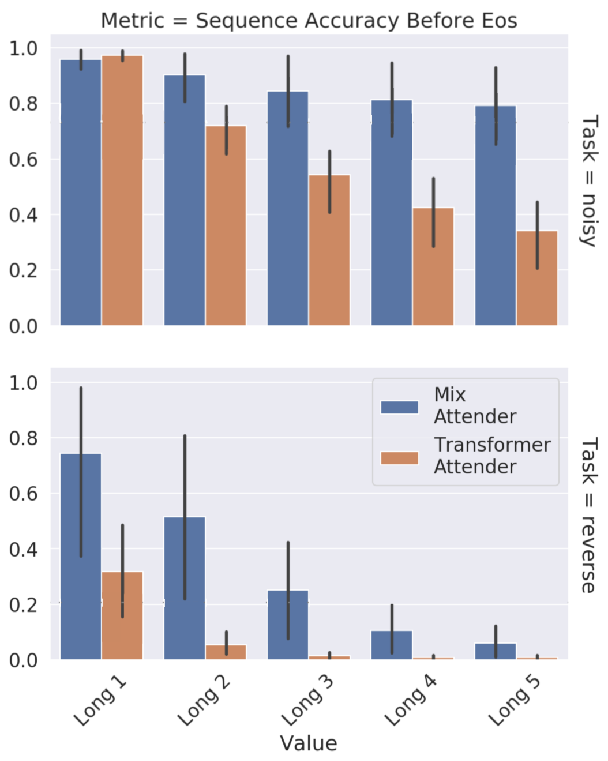 Metric = Sequence Accuracy Before Eos
1.0
0.8
0.6
0.4
0.2
0.0
Task = noisy
1.0
0.8
0.6
0.4
0.2
0.0
Mix
Attender
Transformer
Attender
Task = reverse
Long 1
Long 2
Long 3
Long 4
Long 5
Value